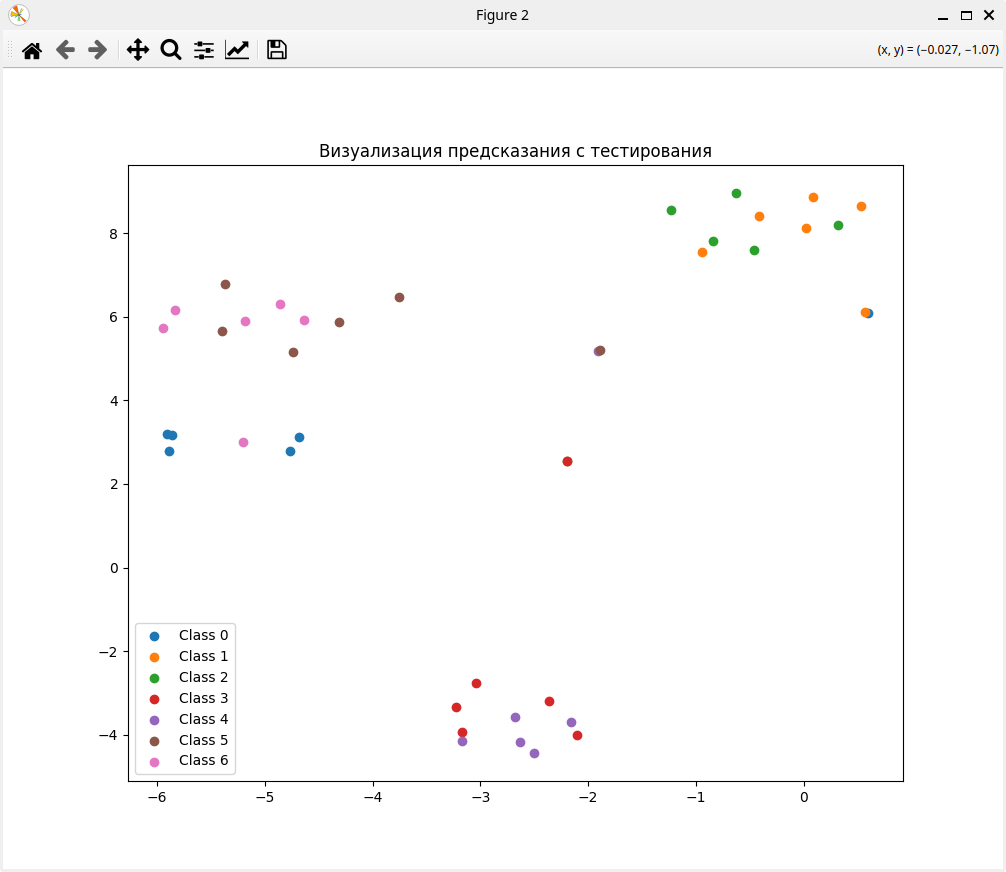 Figure 2
(x, y) = (−0.027, −1.07)
Визуализация предсказания с тестирования
8
6
4
2
0
−2
−4
Class 0
Class 1
Class 2
Class 3
Class 4
Class 5
Class 6
−6 −5 −4 −3 −2 −1 0